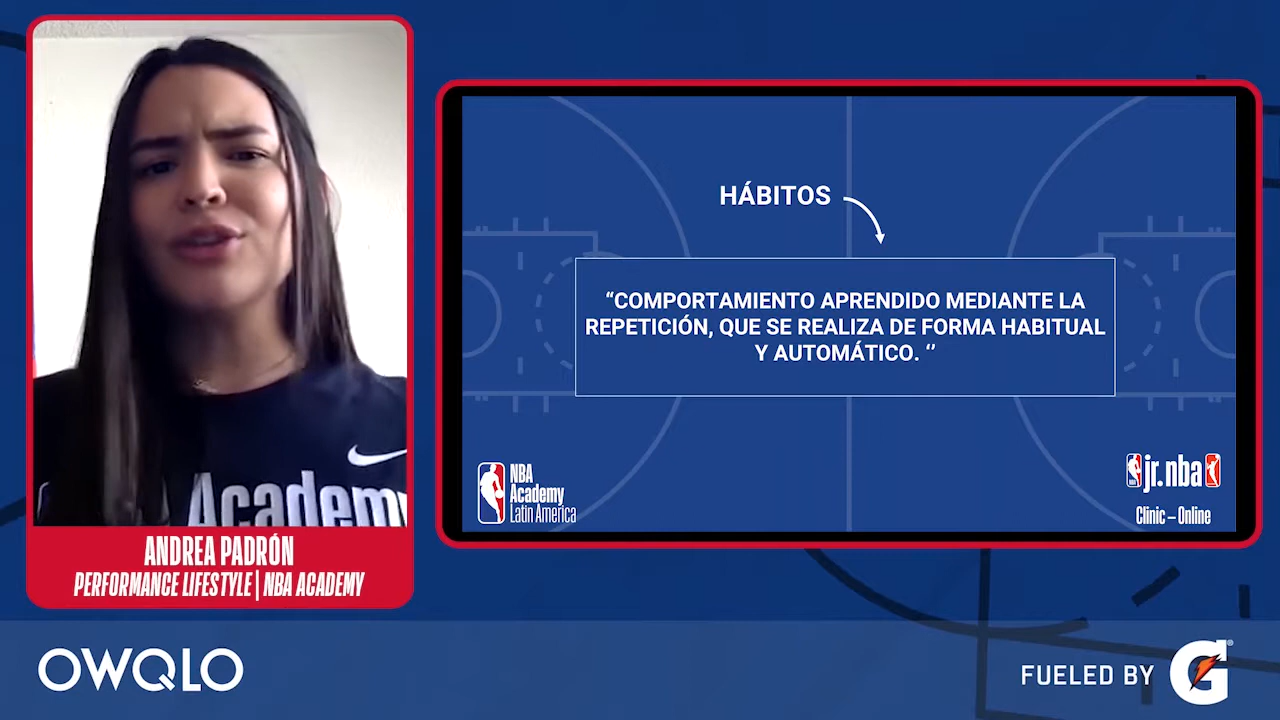 Academy
ANDREA PADRÓN
PERFORMANCE LIFESTYLE | NBA ACADEMY
HÁBITOS
“COMPORTAMIENTO APRENDIDO MEDIANTE LA
REPETICIÓN, QUE SE REALIZA DE FORMA HABITUAL
Y AUTOMÁTICO. ‘’
NBA
Academy
Latin America
jr.nba
Clinic – Online
OWQLO
FUELED BY
G